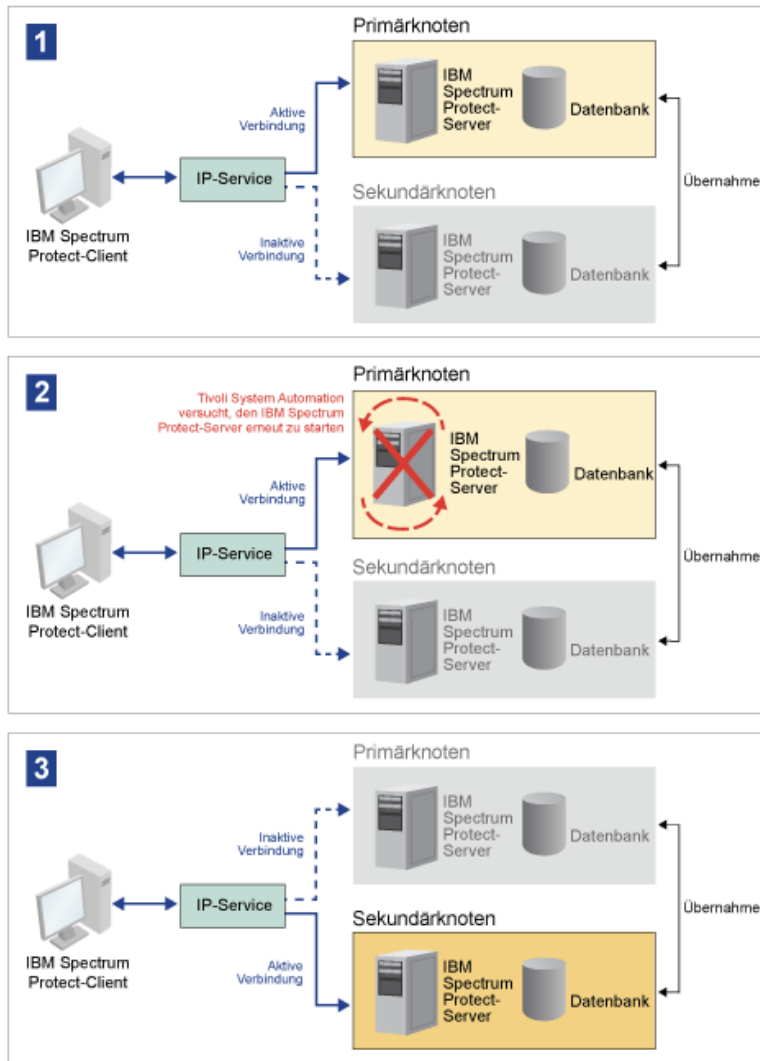 1
Primärknoten
IBM
Spectrum
Protect-
Server
Datenbank
Aktive
Verbindung
IP-Service
Übernahme
Sekundärknoten
IBM Spectrum
Protect-Client
Inaktive
Verbindung
IBM
Spectrum
Protect-
Server
Datenbank
2
Primärknoten
Tivoli System Automation
versucht, den IBM Spectrum
Protect-Server erneut zu starten
IBM
Spectrum
Protect-
Server
Datenbank
Aktive
Verbindung
IP-Service
Übernahme
Sekundärknoten
IBM Spectrum
Protect-Client
Inaktive
Verbindung
IBM
Spectrum
Protect-
Server
Datenbank
3
Primärknoten
IBM
Spectrum
Protect-
Server
Datenbank
Inaktive
Verbindung
IP-Service
Übernahme
Sekundärknoten
IBM Spectrum
Protect-Client
Aktive
Verbindung
IBM
Spectrum
Protect-
Server
Datenbank